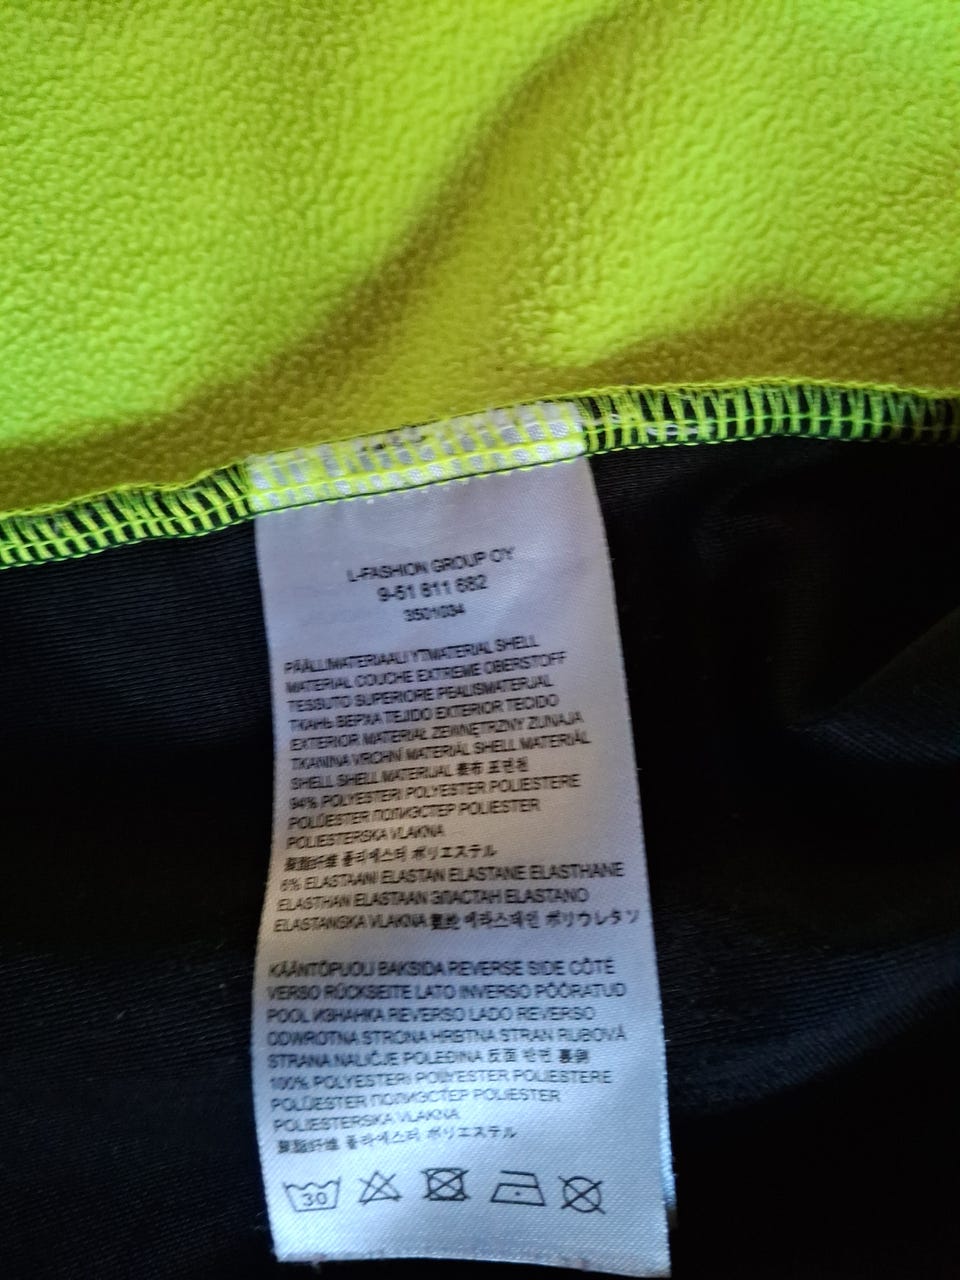 L-FASHION GROUP OY
9-51 811 682
3501034
PÄÄLLIMATERIAALI YTMATERIAL SHELL
MATERIAL COUCHE EXTREME OBERSTOFF
TESSUTO SUPERIORE PEALISMATERJAL
ТКАНЬ ВЕРХА TEJIDO EXTERIOR TECIDO
EXTERIOR MATERIAŁ ZEWNĘTRZNY ZUNAJA
TKANINA VRCHNÍ MATERIÁL SHELL MATERIÁL
SHELL SHELL MATERIJAL 表布 표면천
94% POLYESTERI POLYESTER POLIESTERE
POLÜESTER ПОЛИЭСТЕР POLIESTER
POLIESTERSKA VLAKNA
聚酯纤维 폴리에스터 ポリエステル
6% ELASTAANI ELASTAN ELASTANE ELASTHANE
ELASTHAN ELASTAAN ЭЛАСТАН ELASTANO
ELASTANSKA VLAKNA 氨纶 에라스테인 ポリウレタン
KÄÄNTÖPUOLI BAKSIDA REVERSE SIDE CÔTÉ
VERSO RÜCKSEITE LATO INVERSO PÖÖRATUD
POOL ИЗНАНКА REVERSO LADO REVERSO
ODWROTNA STRONA HRBTNA STRAN RUBOVÁ
STRANA NALIČJE POLEĐINA 反面 반면 裏側
100% POLYESTERI POLYESTER POLIESTERE
POLÜESTER ПОЛИЭСТЕР POLIESTER
POLIESTERSKA VLAKNA
聚酯纤维 폴리에스터 ポリエステル
30